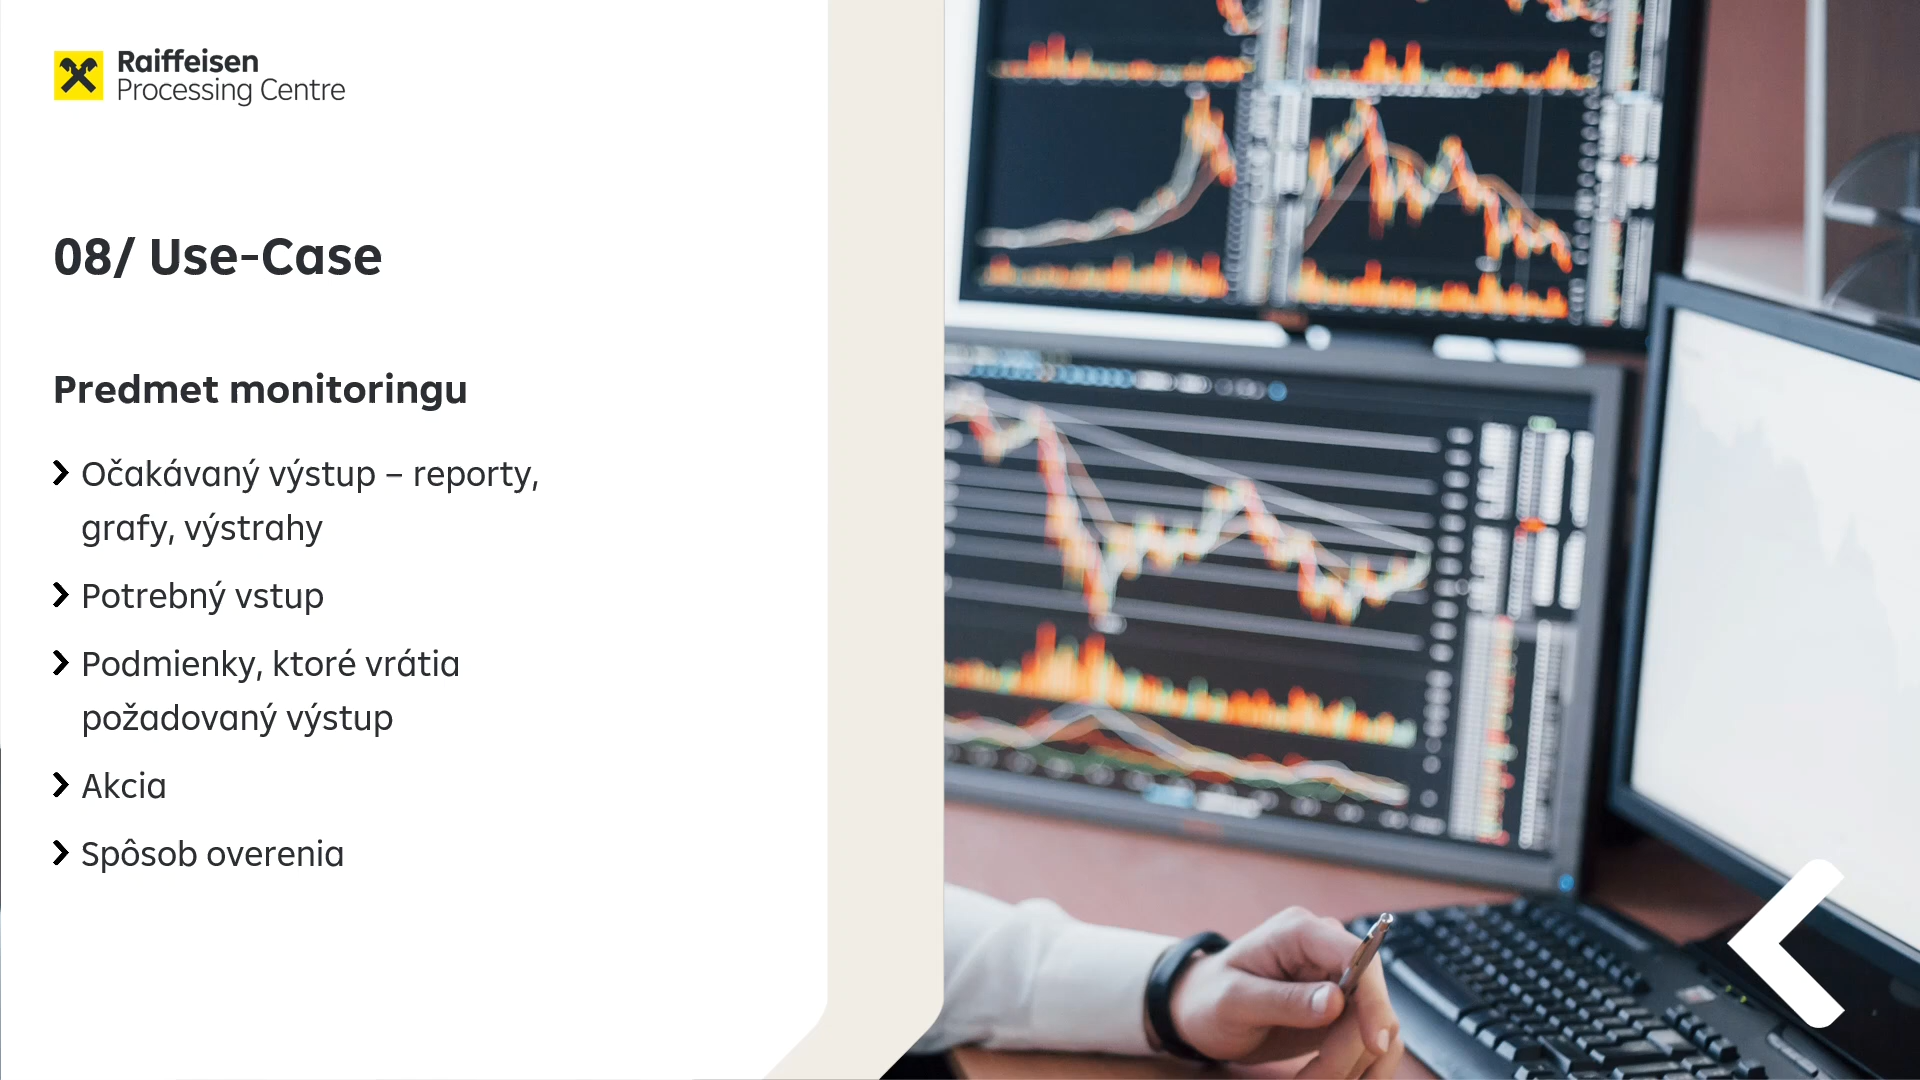 Raiffeisen
Processing Centre
08/ Use-Case
Predmet monitoringu
Očakávaný výstup – reporty,
grafy, výstrahy
Potrebný vstup
Podmienky, ktoré vrátia
požadovaný výstup
Akcia
Spôsob overenia